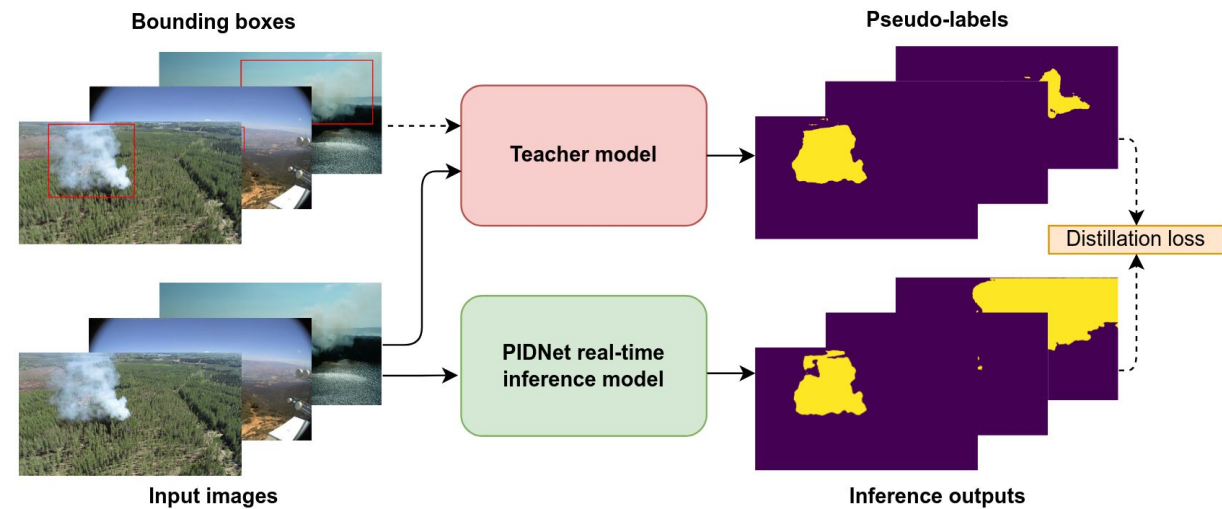 Bounding boxes
Pseudo-labels
Teacher model
Distillation loss
PIDNet real-time
inference model
Input images
Inference outputs